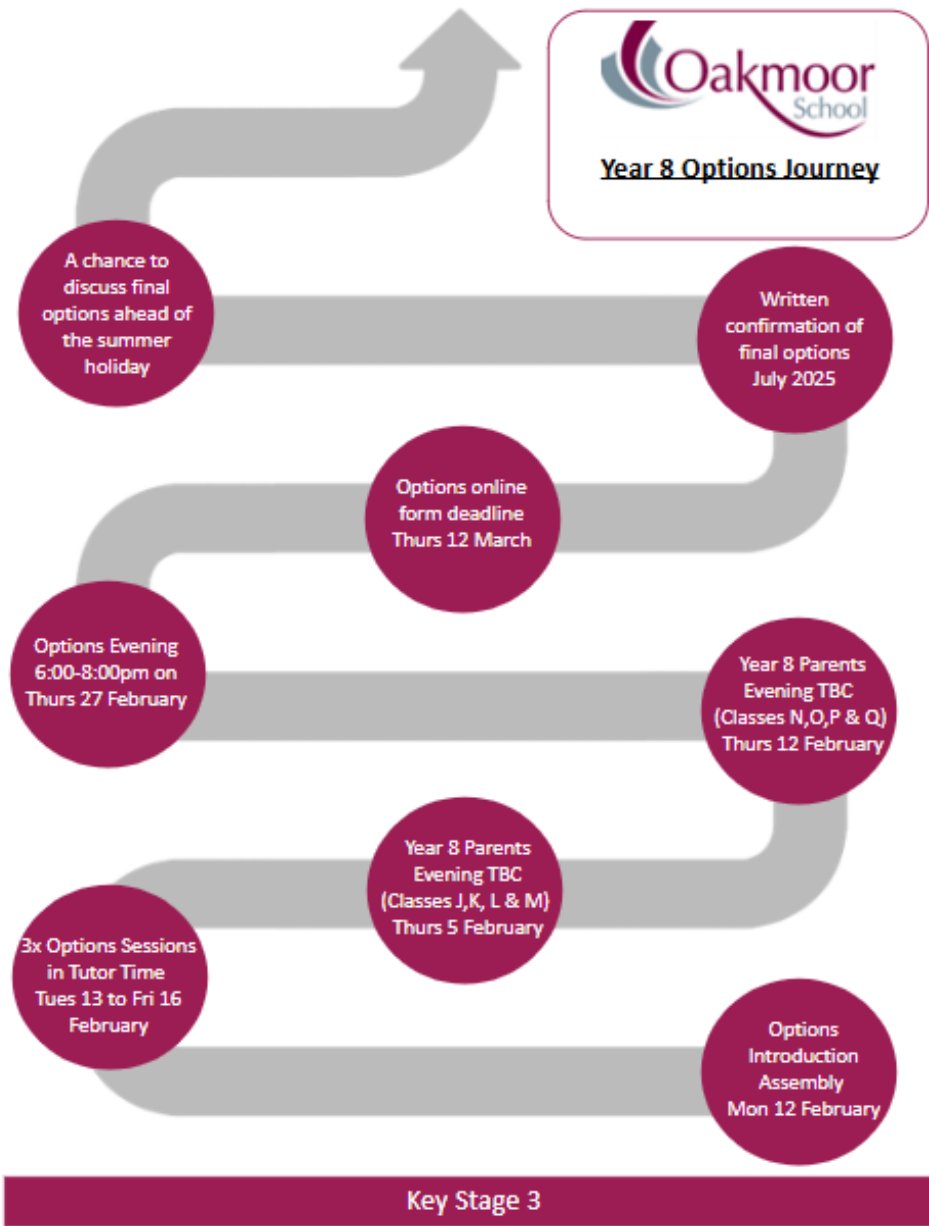 Oakmoor
School
Year 8 Options Journey
A chance to
discuss final
options ahead of
the summer
holiday
Written
confirmation of
final options
July 2025
Options online
form deadline
Thurs 12 March
Options Evening
6:00-8:00pm on
Thurs 27 February
Year 8 Parents
Evening TBC
(Classes N,O,P & Q)
Thurs 12 February
Year 8 Parents
Evening TBC
(Classes J,K, L & M)
Thurs 5 February
3x Options Sessions
in Tutor Time
Tues 13 to Fri 16
February
Options
Introduction
Assembly
Mon 12 February
Key Stage 3